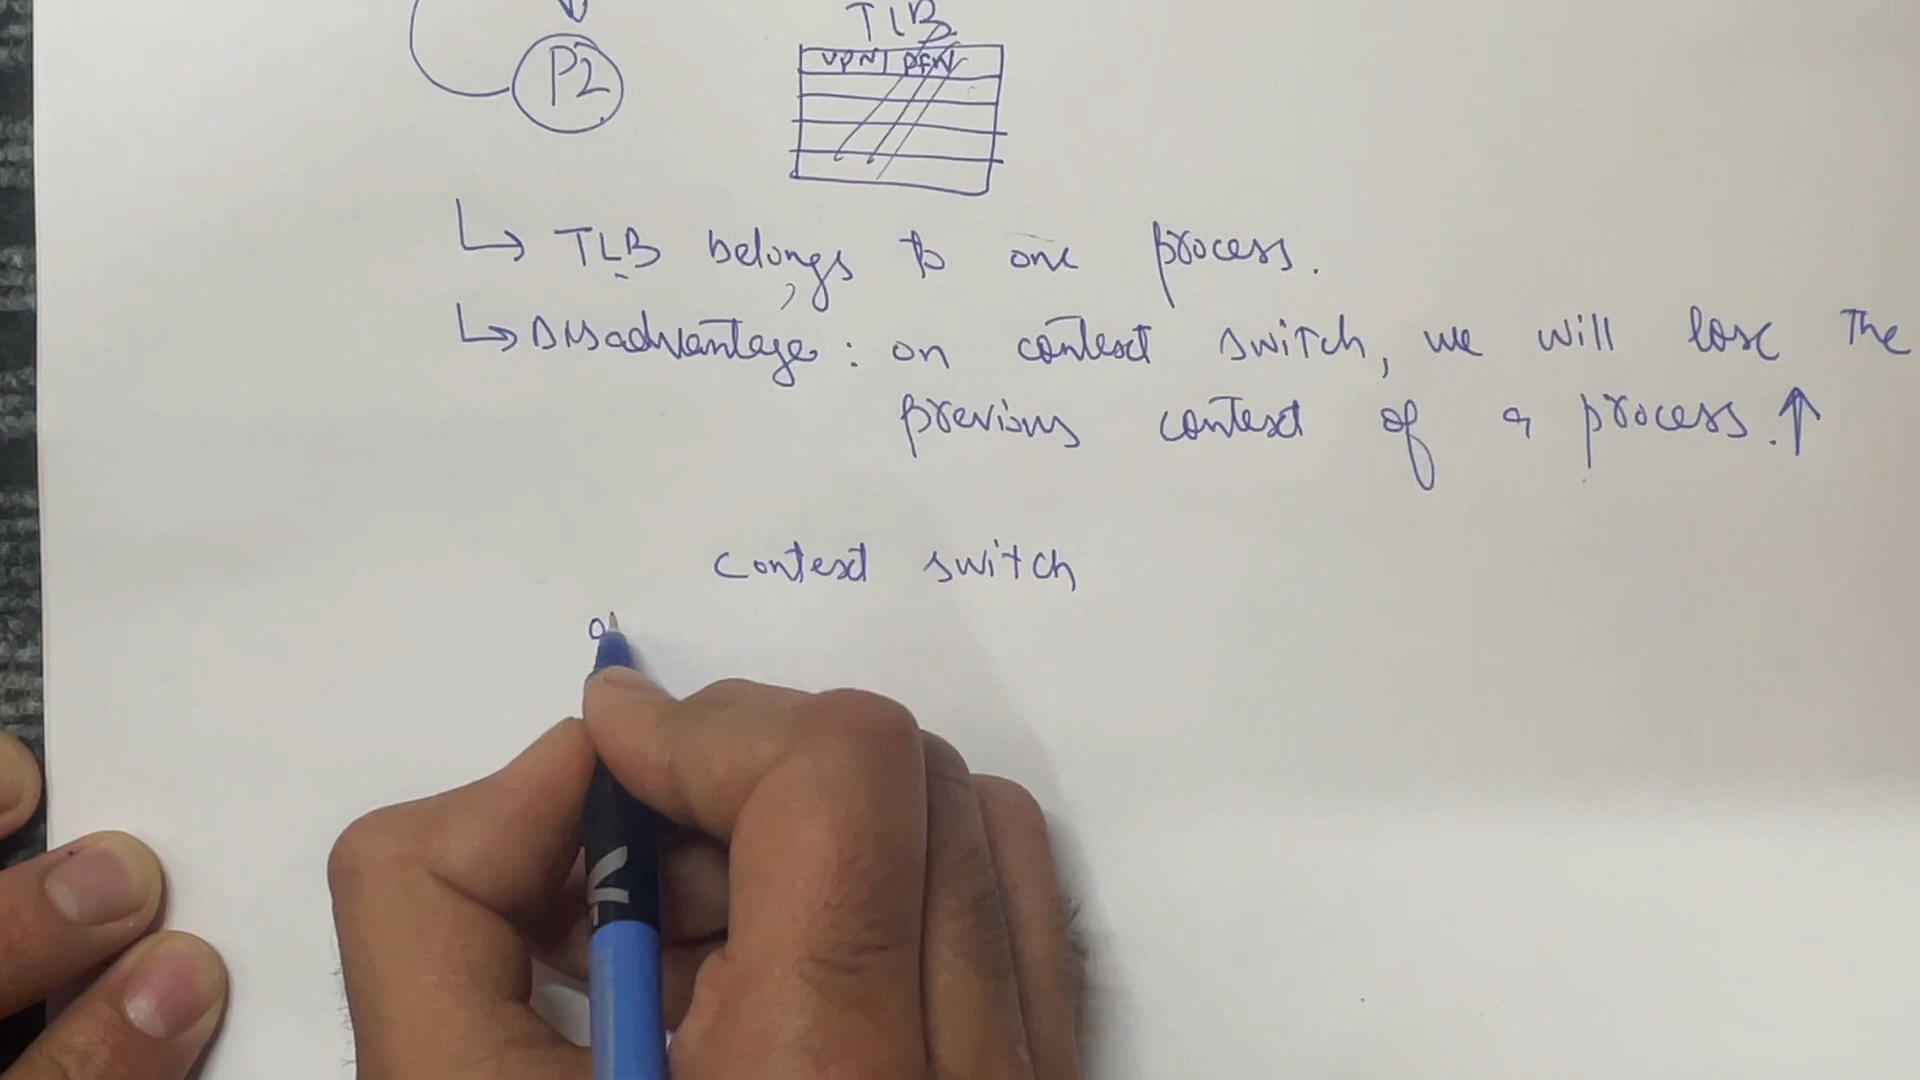 TLB
P2
VPN PFN
↳ TLB belongs to one process.
↳ Disadvantage: on context switch, we will lose the
previous context of a process. ↑
context switch